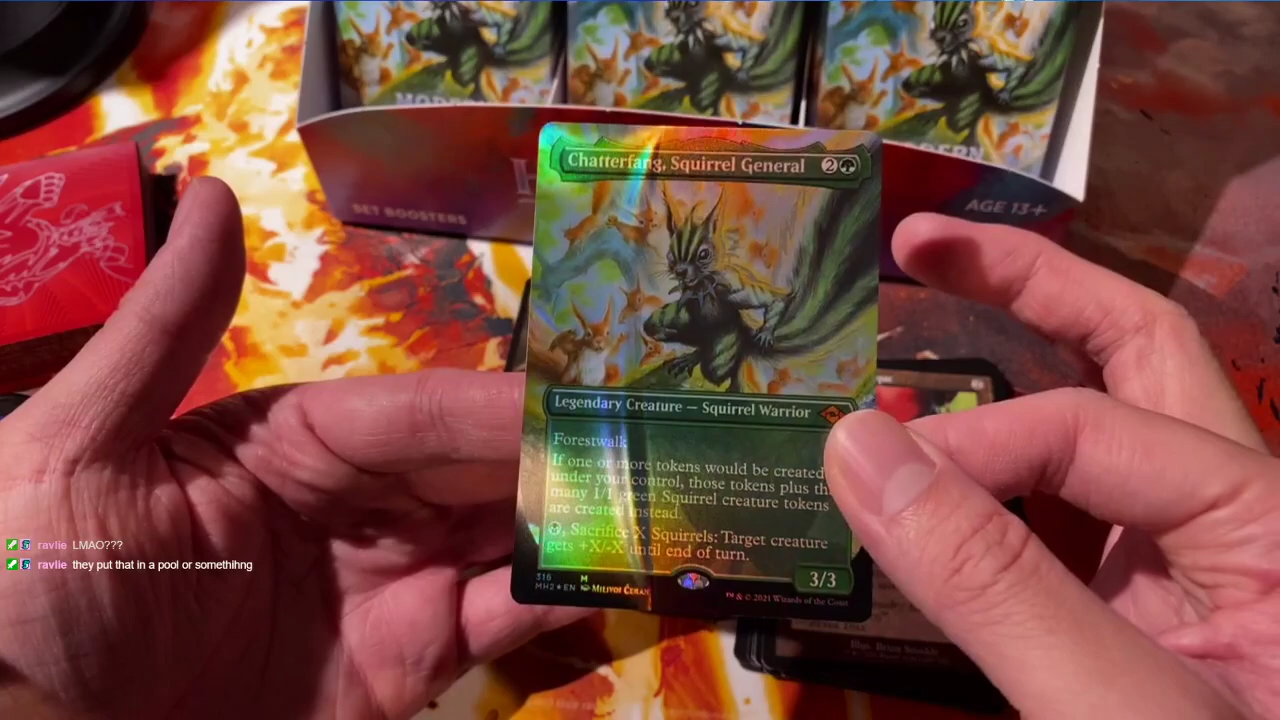 SET BOOSTERS
AGE 13+
Chatterfang, Squirrel General 2
Legendary Creature — Squirrel Warrior
Forestwalk
If one or more tokens would be created
under your control, those tokens plus
many 1/1 green Squirrel creature tokens
are created instead.
, Sacrifice X Squirrels: Target creature
gets +X/-X until end of turn.
3/3
316 M
MH2 ★ EN MILIVOJ ĆERAN
™ & © 2021 Wizards of the Coast
ravlie LMAO???
ravlie they put that in a pool or somethihng